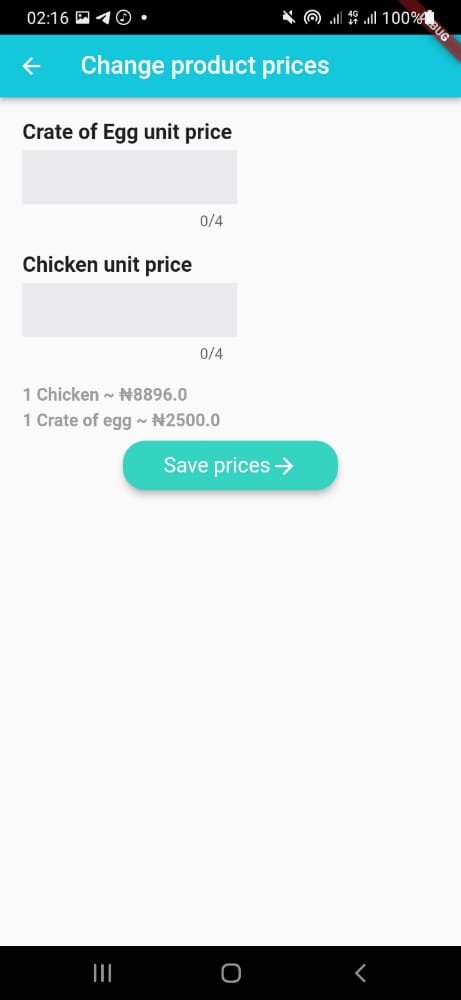 02:16
4G
100%
DEBUG
Change product prices
Crate of Egg unit price
0/4
Chicken unit price
0/4
1 Chicken ~ ₦8896.0
1 Crate of egg ~ ₦2500.0
Save prices